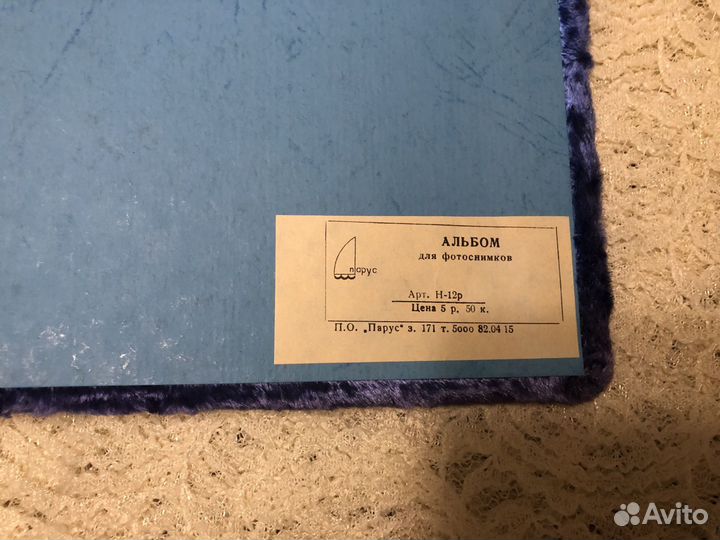 АЛЬБОМ
для фотоснимков
парус
Арт. Н-12р
Цена 5 р, 50 к.
П.О. „Парус" з. 171 т. 5000 82.04 15
Avito